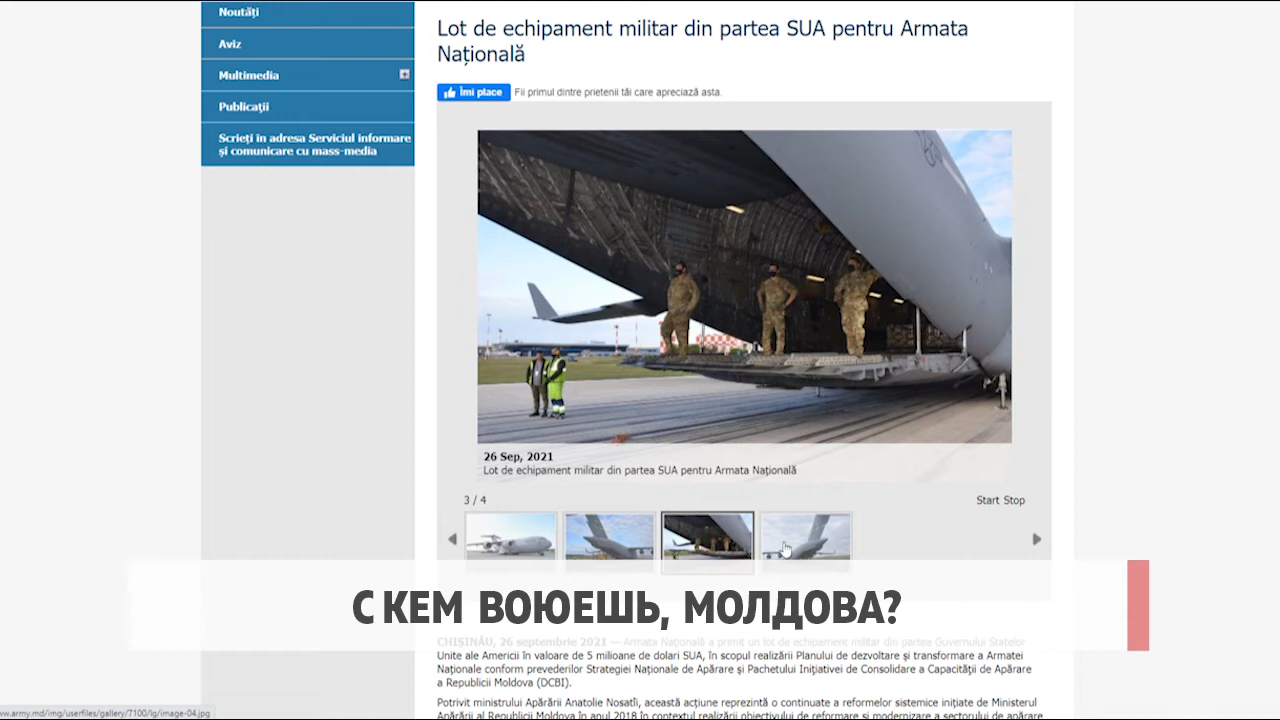 Noutăți
Aviz
Multimedia
Publicații
Scrieți în adresa Serviciul informare
și comunicare cu mass-media
Lot de echipament militar din partea SUA pentru Armata
Națională
Îmi place Fii primul dintre prietenii tăi care apreciază asta.
26 Sep, 2021
Lot de echipament militar din partea SUA pentru Armata Națională
3 / 4
Start Stop
С КЕМ ВОЮЕШЬ, МОЛДОВА?
CHIȘINĂU, 26 septembrie 2021 — Armata Națională a primit un lot de echipament militar din partea Guvernului Statelor
Unite ale Americii în valoare de 5 milioane de dolari SUA, în scopul realizării Planului de dezvoltare și transformare a Armatei
Naționale conform prevederilor Strategiei Naționale de Apărare și Pachetului Inițiativei de Consolidare a Capacității de Apărare
a Republicii Moldova (DCBI).
Potrivit ministrului Apărării Anatolie Nosatîi, această acțiune reprezintă o continuate a reformelor sistemice inițiate de Ministerul
Apărării al Republicii Moldova în anul 2018 în contextul realizării obiectivului de reformare și modernizare a sectorului de apărare
ww.army.md/img/userfiles/gallery/7100/lg/image-04.jpg